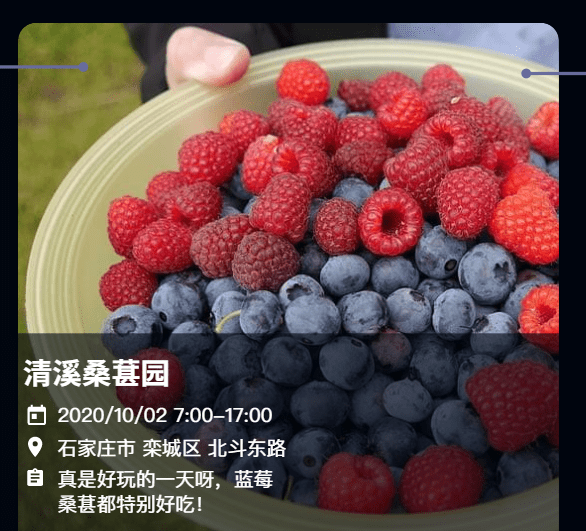 清溪桑葚园
2020/10/02 7:00–17:00
石家庄市 栾城区 北斗东路
真是好玩的一天呀，蓝莓
桑葚都特别好吃！